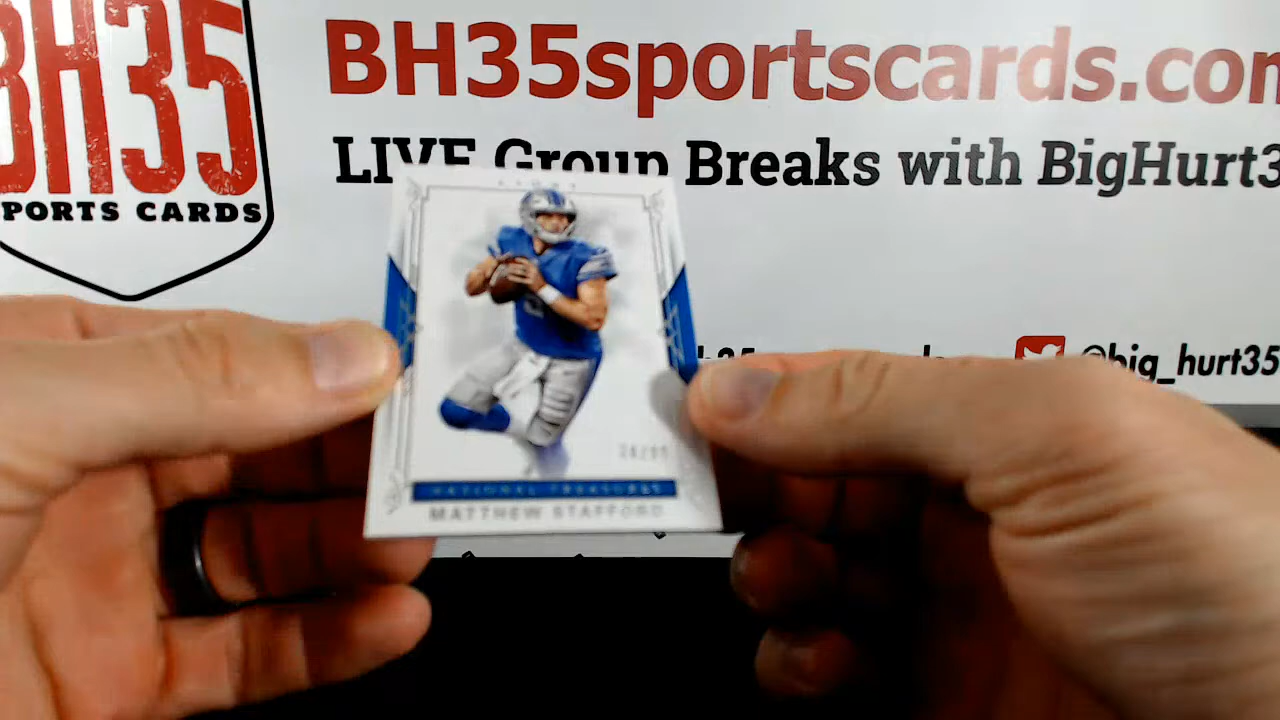 BH35
SPORTS CARDS
BH35sportscards.com
LIVE Group Breaks with BigHurt3
@big_hurt35
NATIONAL TREASURES
MATTHEW STAFFORD